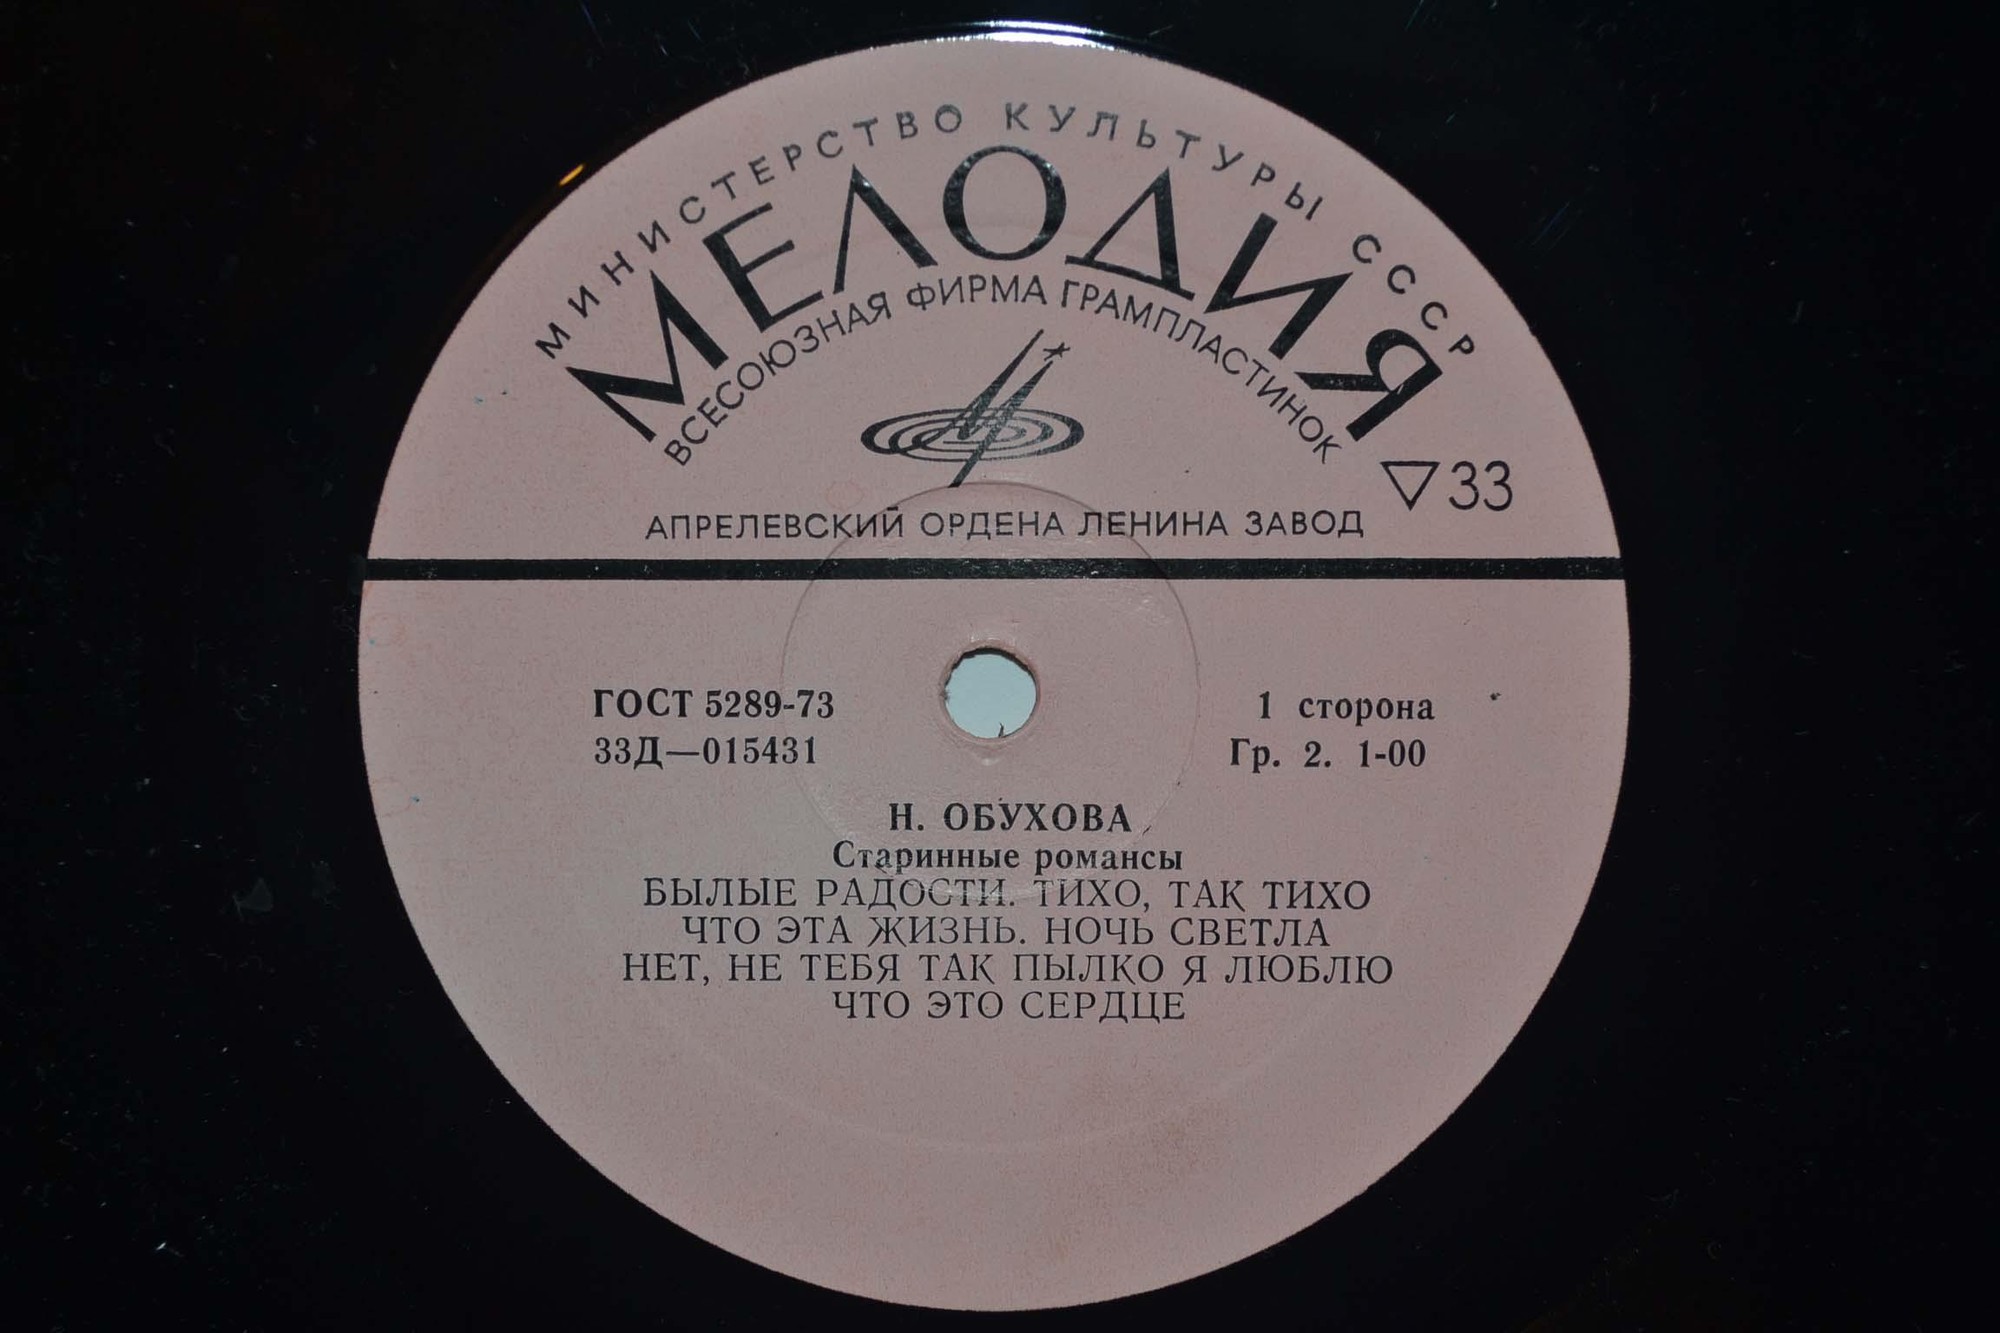 МИНИСТЕРСТВО КУЛЬТУРЫ СССР
МЕЛОДИЯ
ВСЕСОЮЗНАЯ ФИРМА ГРАМПЛАСТИНОК
▽33
АПРЕЛЕВСКИЙ ОРДЕНА ЛЕНИНА ЗАВОД
ГОСТ 5289-73
33Д—015431
1 сторона
Гр. 2. 1-00
Н. ОБУХОВА
Старинные романсы
БЫЛЫЕ РАДОСТИ. ТИХО, ТАК ТИХО
ЧТО ЭТА ЖИЗНЬ. НОЧЬ СВЕТЛА
НЕТ, НЕ ТЕБЯ ТАК ПЫЛКО Я ЛЮБЛЮ
ЧТО ЭТО СЕРДЦЕ